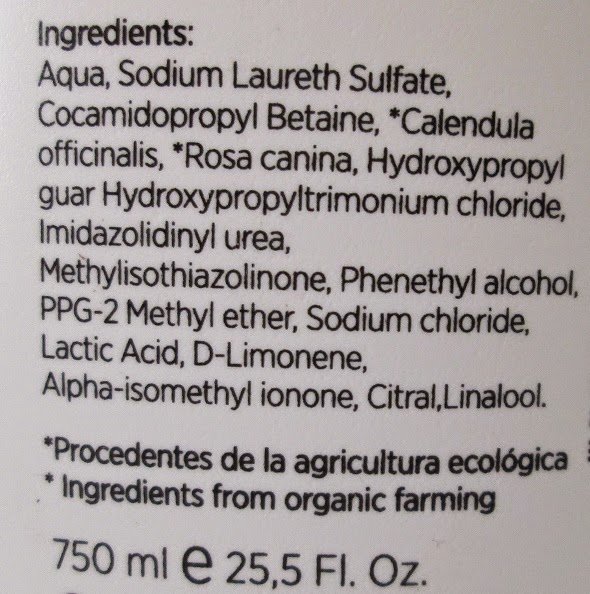 Ingredients:
Aqua, Sodium Laureth Sulfate,
Cocamidopropyl Betaine, *Calendula
officinalis, *Rosa canina, Hydroxypropyl
guar Hydroxypropyltrimonium chloride,
Imidazolidinyl urea,
Methylisothiazolinone, Phenethyl alcohol,
PPG-2 Methyl ether, Sodium chloride,
Lactic Acid, D-Limonene,
Alpha-isomethyl ionone, Citral,Linalool.
*Procedentes de la agricultura ecológica
* Ingredients from organic farming
750 ml e 25,5 Fl. Oz.